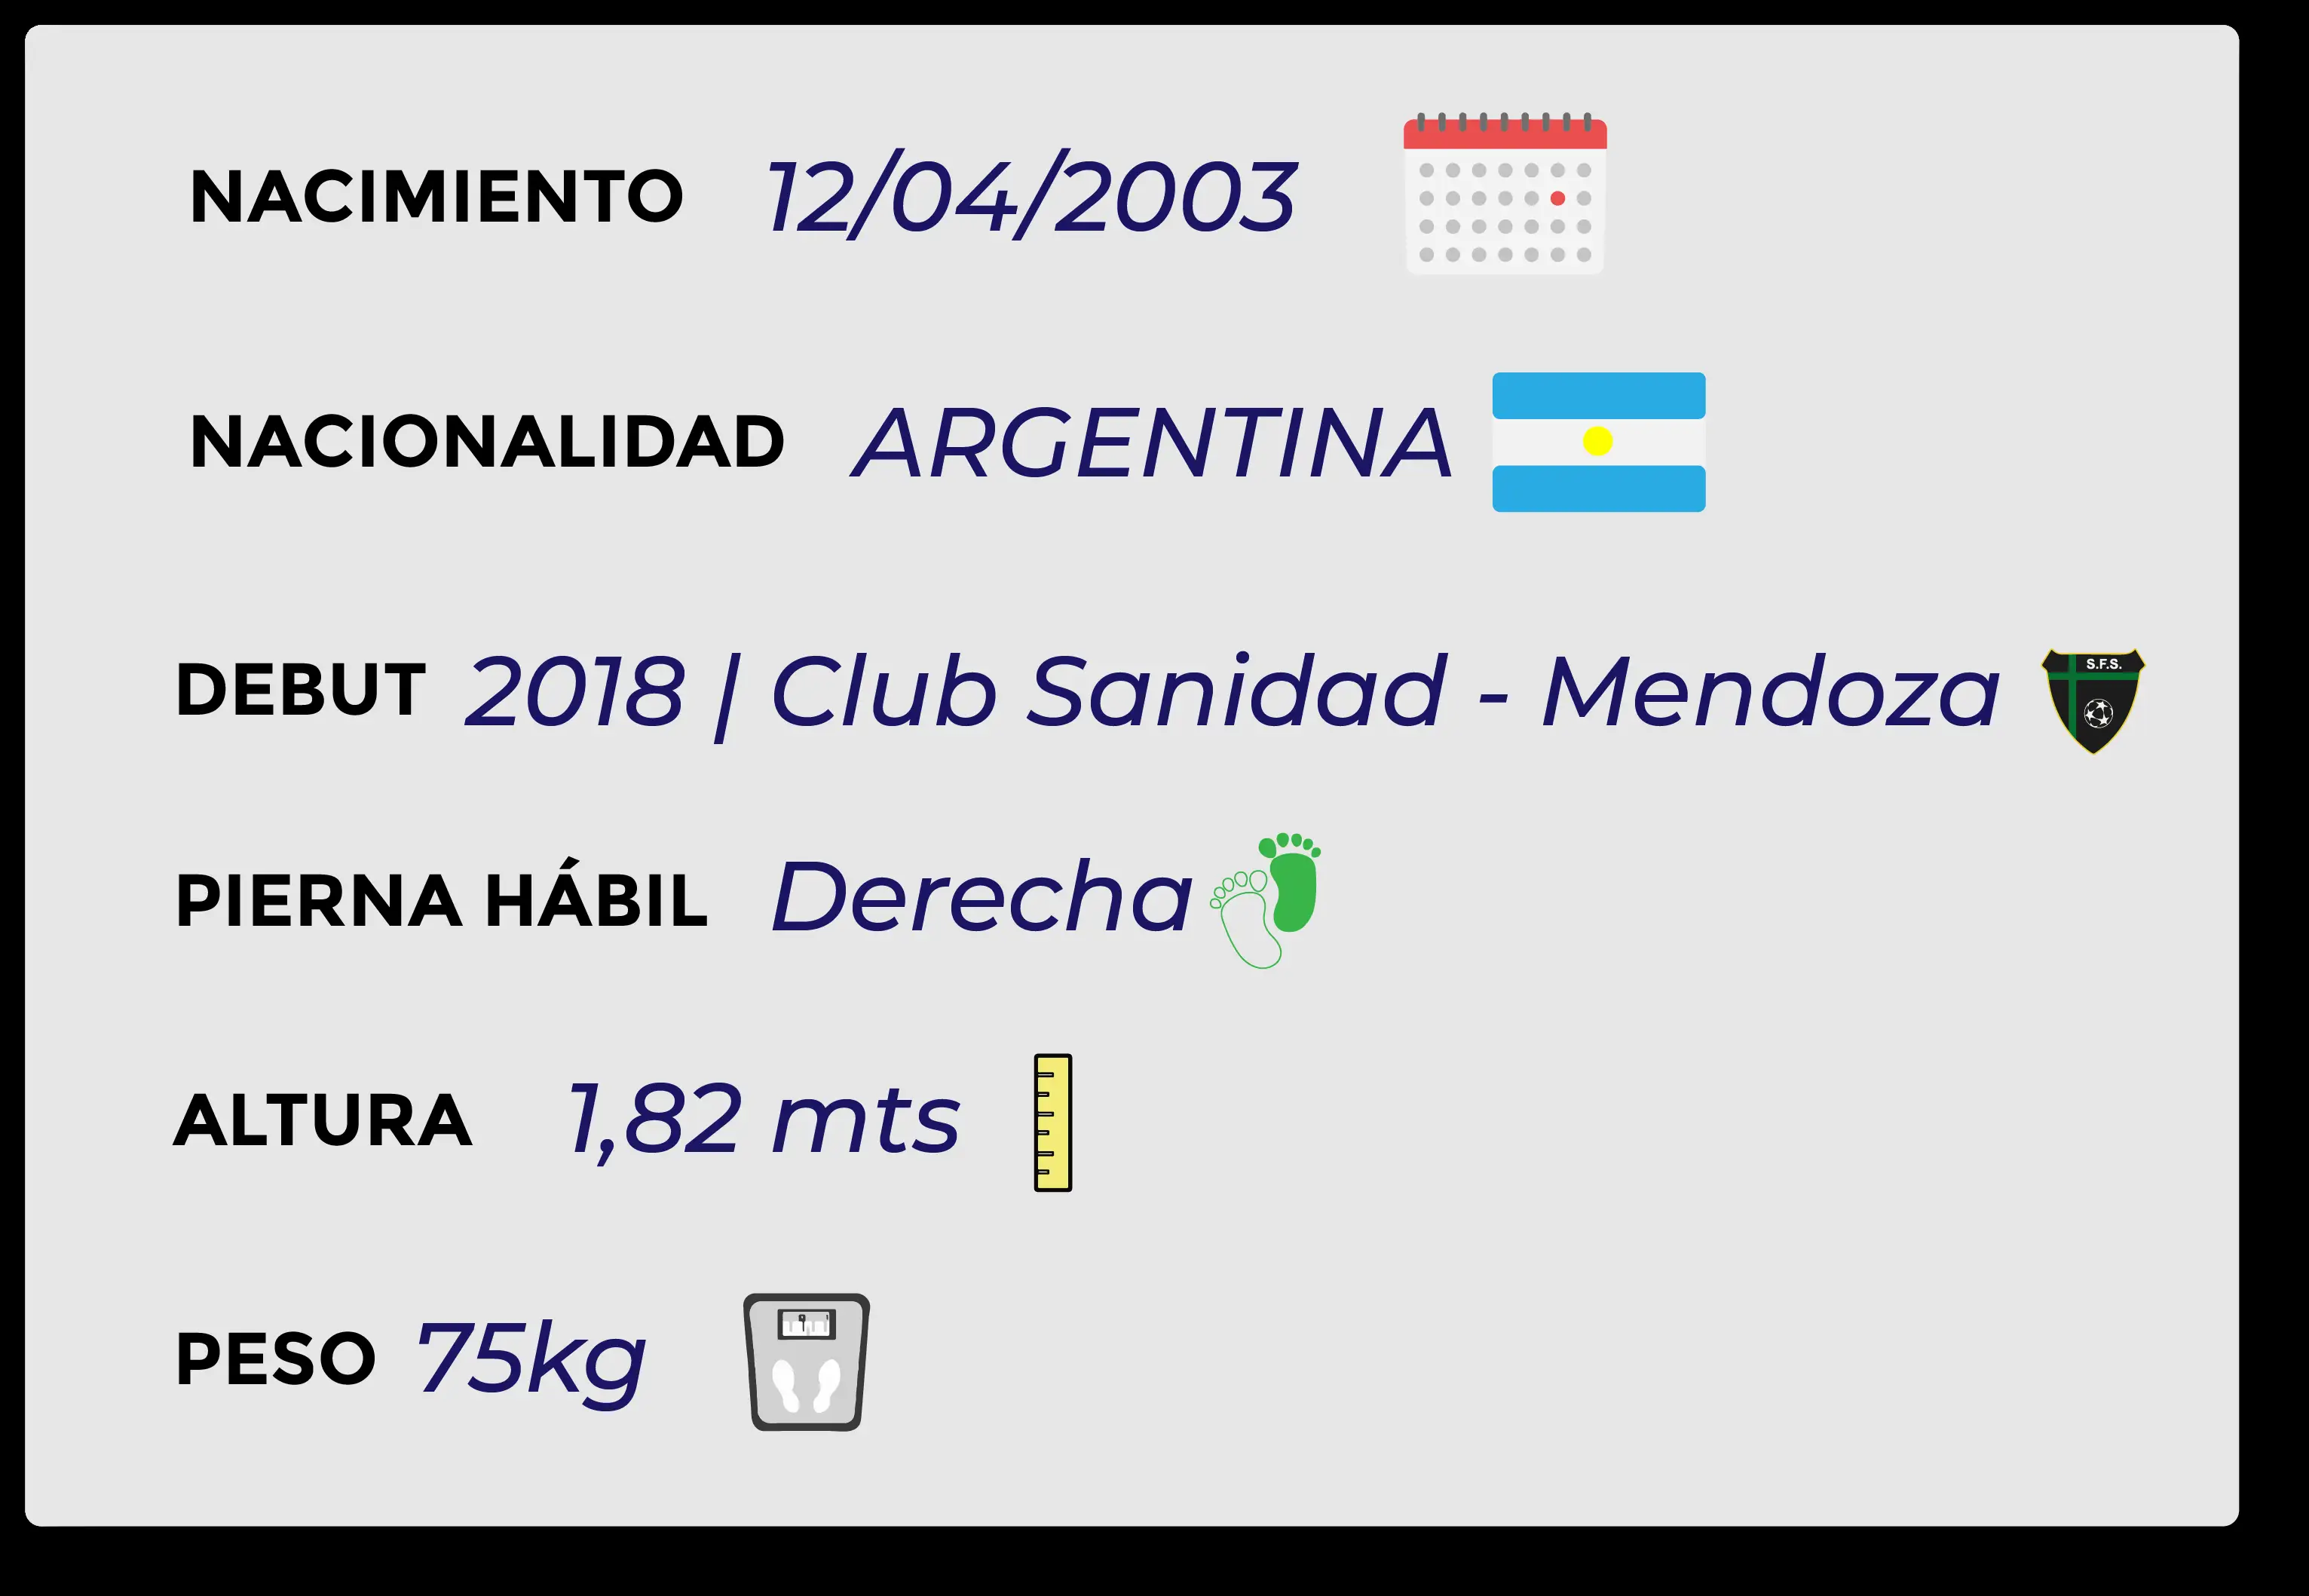 NACIMIENTO 12/04/2003
NACIONALIDAD ARGENTINA
DEBUT 2018 | Club Sanidad - Mendoza S.F.S.
PIERNA HÁBIL Derecha
ALTURA 1,82 mts
PESO 75kg